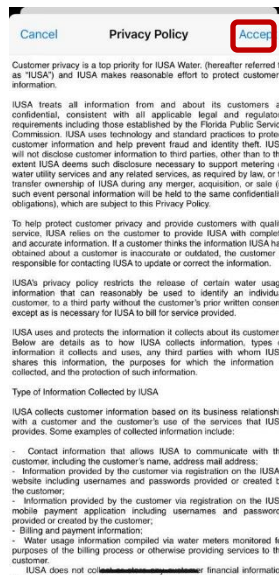 Cancel Privacy Policy Accep
Customer privacy is a top priority for IUSA Water. (hereafter referred
as "IUSA") and IUSA makes reasonable effort to protect customer
information.
IUSA treats all information from and about its customers
confidential, consistent with all applicable legal and regulator
requirements including those established by the Florida Public Servic
Commission. IUSA uses technology and standard practices to prote
customer information and help prevent fraud and identity theft. IUS
will not disclose customer information to third parties, other than to th
extent IUSA deems such disclosure necessary to support metering
water utility services and any related services, as required by law, or
transfer ownership of IUSA during any merger, acquisition, or sale (
such event personal information will be held to the same confidentiali
obligations), which are subject to this Privacy Policy.
To help protect customer privacy and provide customers with quali
service, IUSA relies on the customer to provide IUSA with complet
and accurate information. If a customer thinks the information IUSA ha
obtained about a customer is inaccurate or outdated, the customer
responsible for contacting IUSA to update or correct the information.
IUSA's privacy policy restricts the release of certain water usag
information that can reasonably be used to identify an individua
customer, to a third party without the customer's prior written consen
except as is necessary for IUSA to bill for service provided.
IUSA uses and protects the information it collects about its customer
Below are details as to how IUSA collects information, types
information it collects and uses, any third parties with whom IUS
shares this information, the purposes for which the information
collected, and the protection of such information.
Type of Information Collected by IUSA
IUSA collects customer information based on its business relationshi
with a customer and the customer's use of the services that IUS
provides. Some examples of collected information include:
- Contact information that allows IUSA to communicate with th
customer, including the customer's name, address mail address;
- Information provided by the customer via registration on the IUSA
website including usernames and passwords provided or created b
the customer;
- Information provided by the customer via registration on the IUS
mobile payment application including usernames and password
provided or created by the customer;
- Billing and payment information;
- Water usage information compiled via water meters monitored fo
purposes of the billing process or otherwise providing services to th
customer.
IUSA does not financial informatio